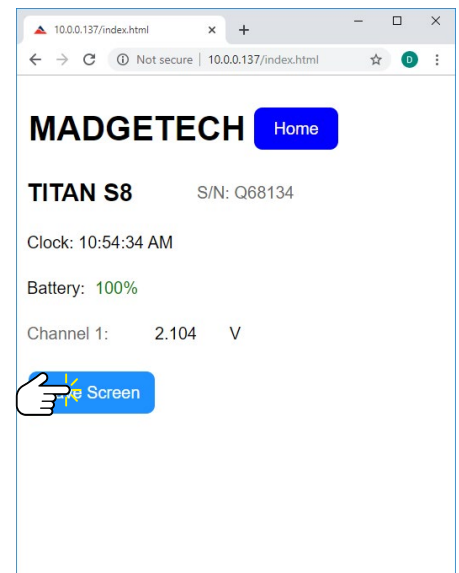 10.0.0.137/index.html
Not secure | 10.0.0.137/index.html
D
MADGETECH Home
TITAN S8 S/N: Q68134
Clock: 10:54:34 AM
Battery: 100%
Channel 1: 2.104 V
Screen